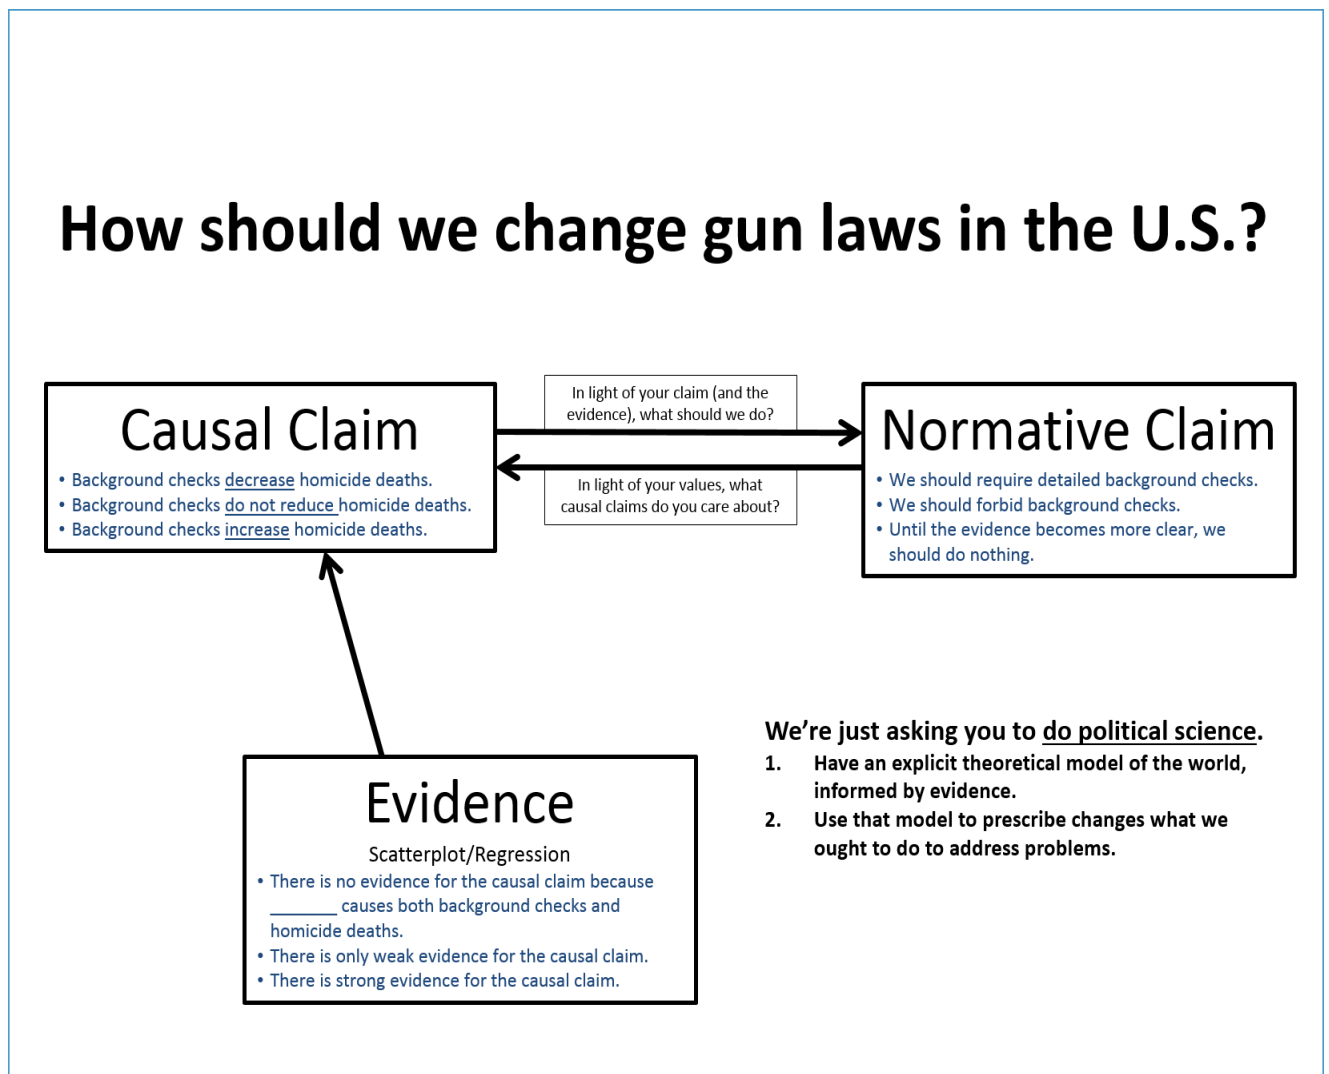 How should we change gun laws in the U.S.?
Causal Claim
• Background checks decrease homicide deaths.
• Background checks do not reduce homicide deaths.
• Background checks increase homicide deaths.
In light of your claim (and the
evidence), what should we do?
In light of your values, what
causal claims do you care about?
Normative Claim
• We should require detailed background checks.
• We should forbid background checks.
• Until the evidence becomes more clear, we
should do nothing.
Evidence
Scatterplot/Regression
• There is no evidence for the causal claim because
_______ causes both background checks and
homicide deaths.
• There is only weak evidence for the causal claim.
• There is strong evidence for the causal claim.
We’re just asking you to do political science.
1. Have an explicit theoretical model of the world,
informed by evidence.
2. Use that model to prescribe changes what we
ought to do to address problems.